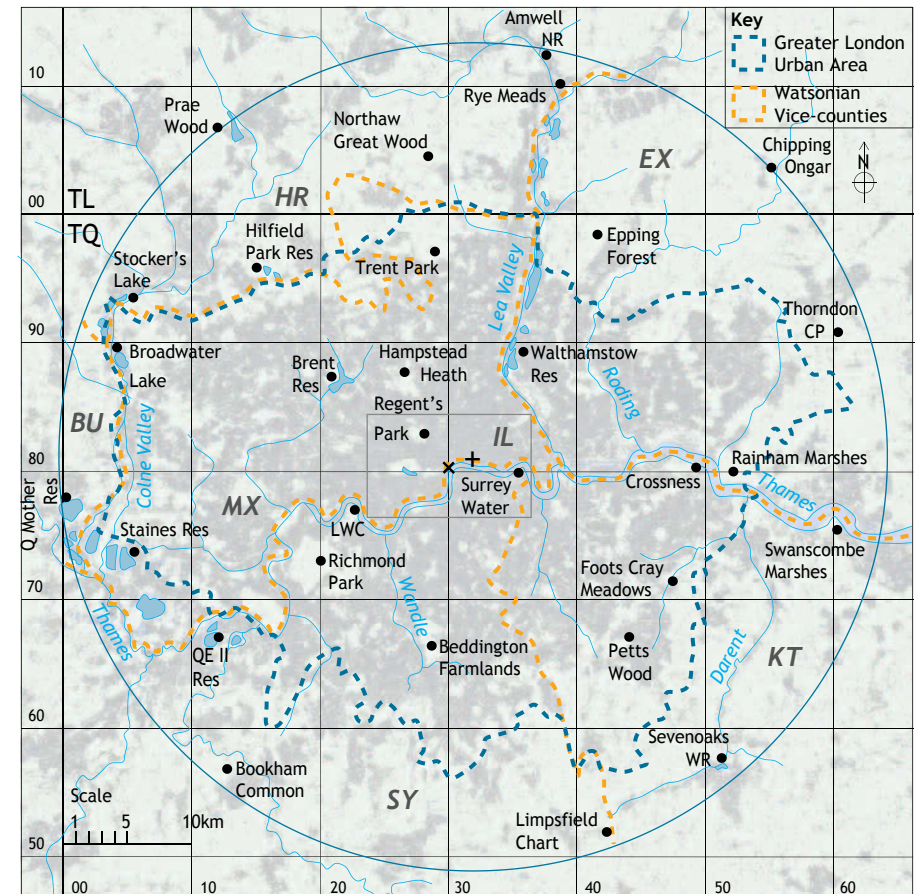 Amwell
NR
Key
Greater London
Urban Area
Watsonian
Vice-counties
10
Rye Meads
Prae
Wood
Northaw
Great Wood
Chipping
Ongar
N
EX
HR
TL
00
TQ
Hilfield
Park Res
Epping
Forest
Stocker's
Lake
Trent Park
Lea Valley
Thorndon
CP
90
Broadwater
Lake
Brent
Res
Hampstead
Heath
Walthamstow
Res
Roding
Regent's
Park
BU
Colne Valley
IL
80
Q Mother
Res
Surrey
Water
Crossness
Rainham Marshes
Thames
MX
LWC
Staines Res
Swanscombe
Marshes
Richmond
Park
Foots Cray
Meadows
70
Thames
Wandle
QE II
Res
Beddington
Farmlands
Petts
Wood
Darent
KT
60
Sevenoaks
WR
Bookham
Common
SY
Scale
1 5 10km
Limpsfield
Chart
50
00 10 20 30 40 50 60